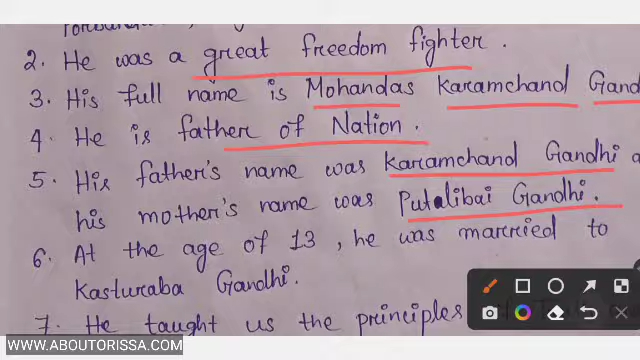 2. He was a great freedom fighter.
3. His full name is Mohandas Karamchand Gand
4. He is father of Nation.
5. His father's name was Karamchand Gandhi a
his mother's name was Putalibai Gandhi.
6. At the age of 13, he was married to
Kasturaba Gandhi.
7. He taught us the principles
WWW.ABOUTORISSA.COM